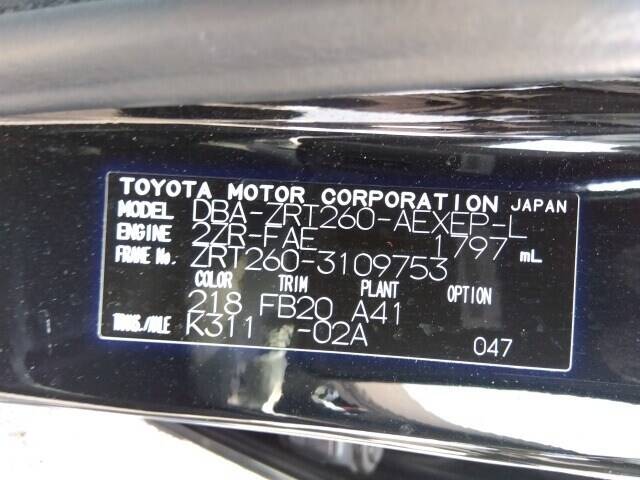 TOYOTA MOTOR CORPORATION JAPAN
MODEL DBA-ZRT260-AEXEP-L
ENGINE 2ZR-FAE 1797 mL
FRAME No. ZRT260-3109753
COLOR TRIM PLANT OPTION
218 FB20 A41
TRANS./AXLE K311 -02A
047